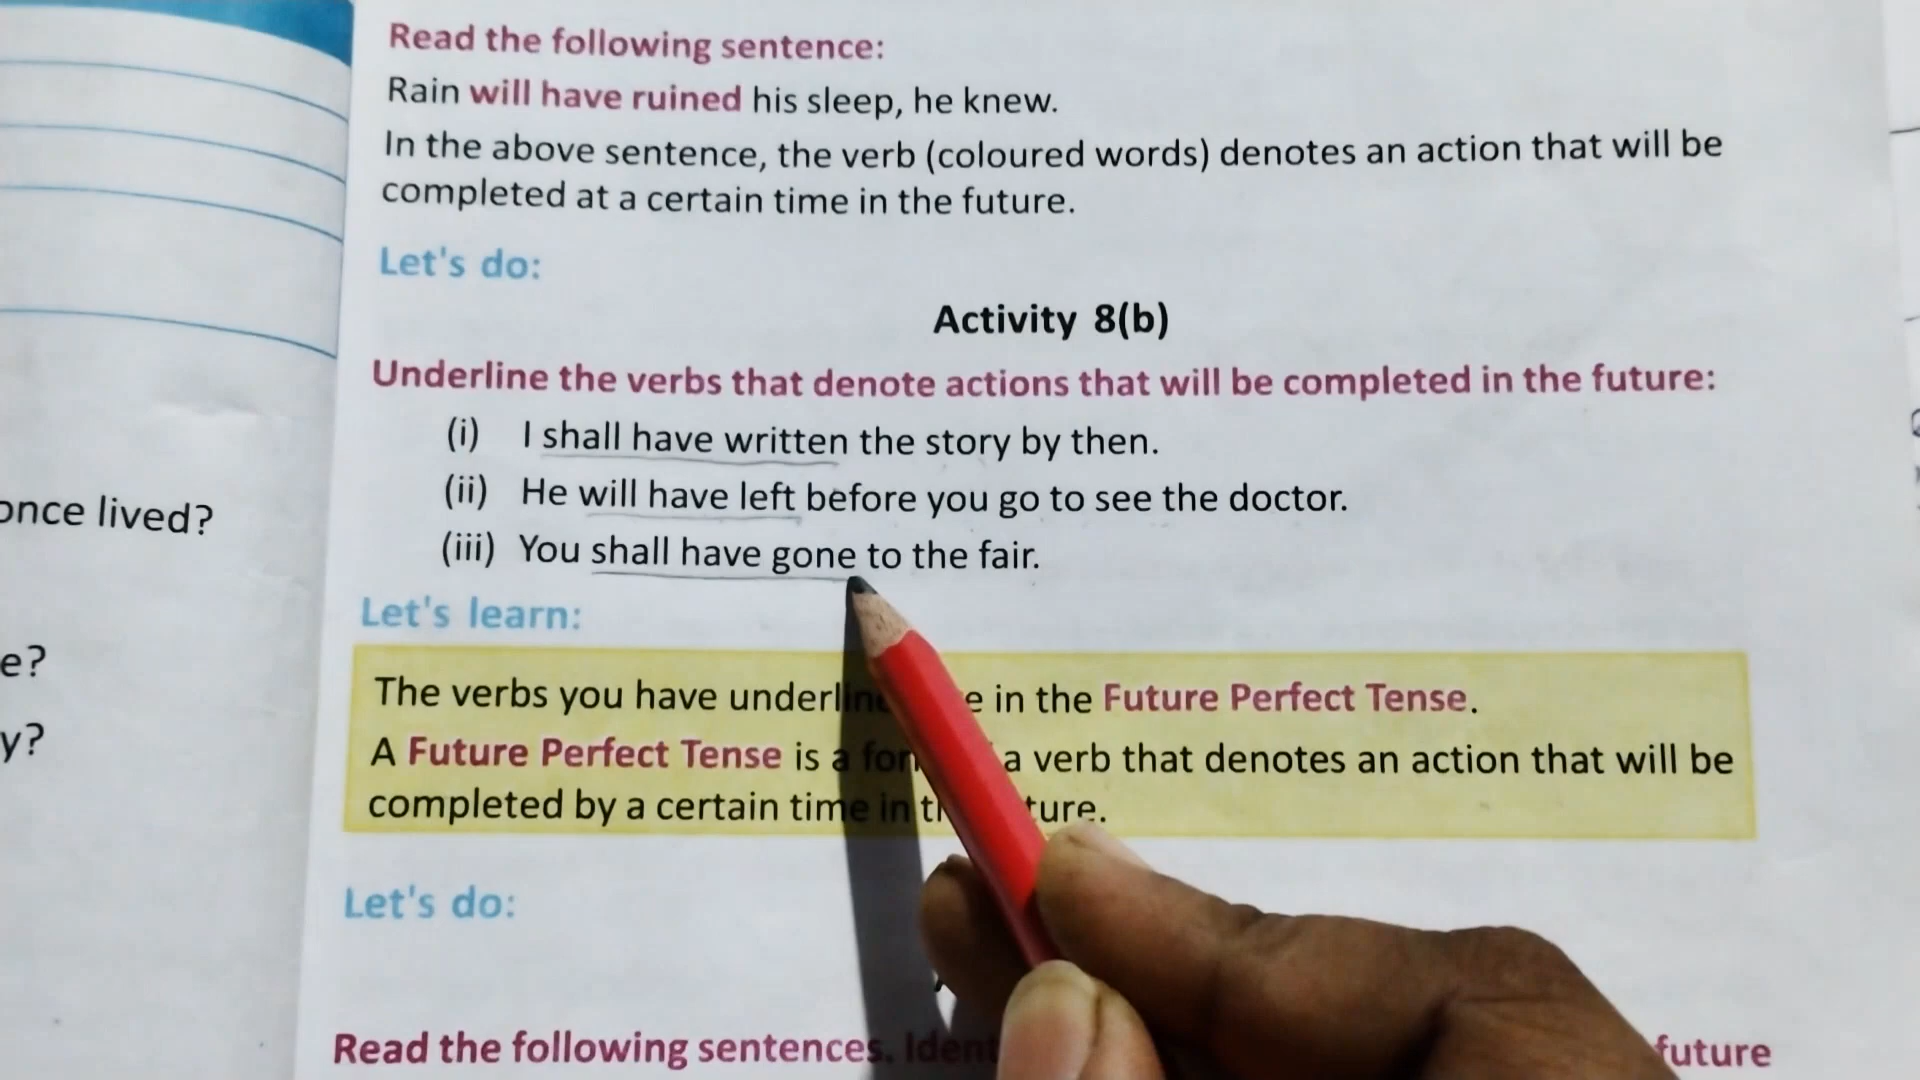 once lived?
e?
y?
Read the following sentence:
Rain will have ruined his sleep, he knew.
In the above sentence, the verb (coloured words) denotes an action that will be
completed at a certain time in the future.
Let's do:
Activity 8(b)
Underline the verbs that denote actions that will be completed in the future:
(i) I shall have written the story by then.
(ii) He will have left before you go to see the doctor.
(iii) You shall have gone to the fair.
Let's learn:
The verbs you have in the Future Perfect Tense.
A Future Perfect Tense is a a verb that denotes an action that will be
completed by a certain time in
Let's do:
Read the following sentences. future